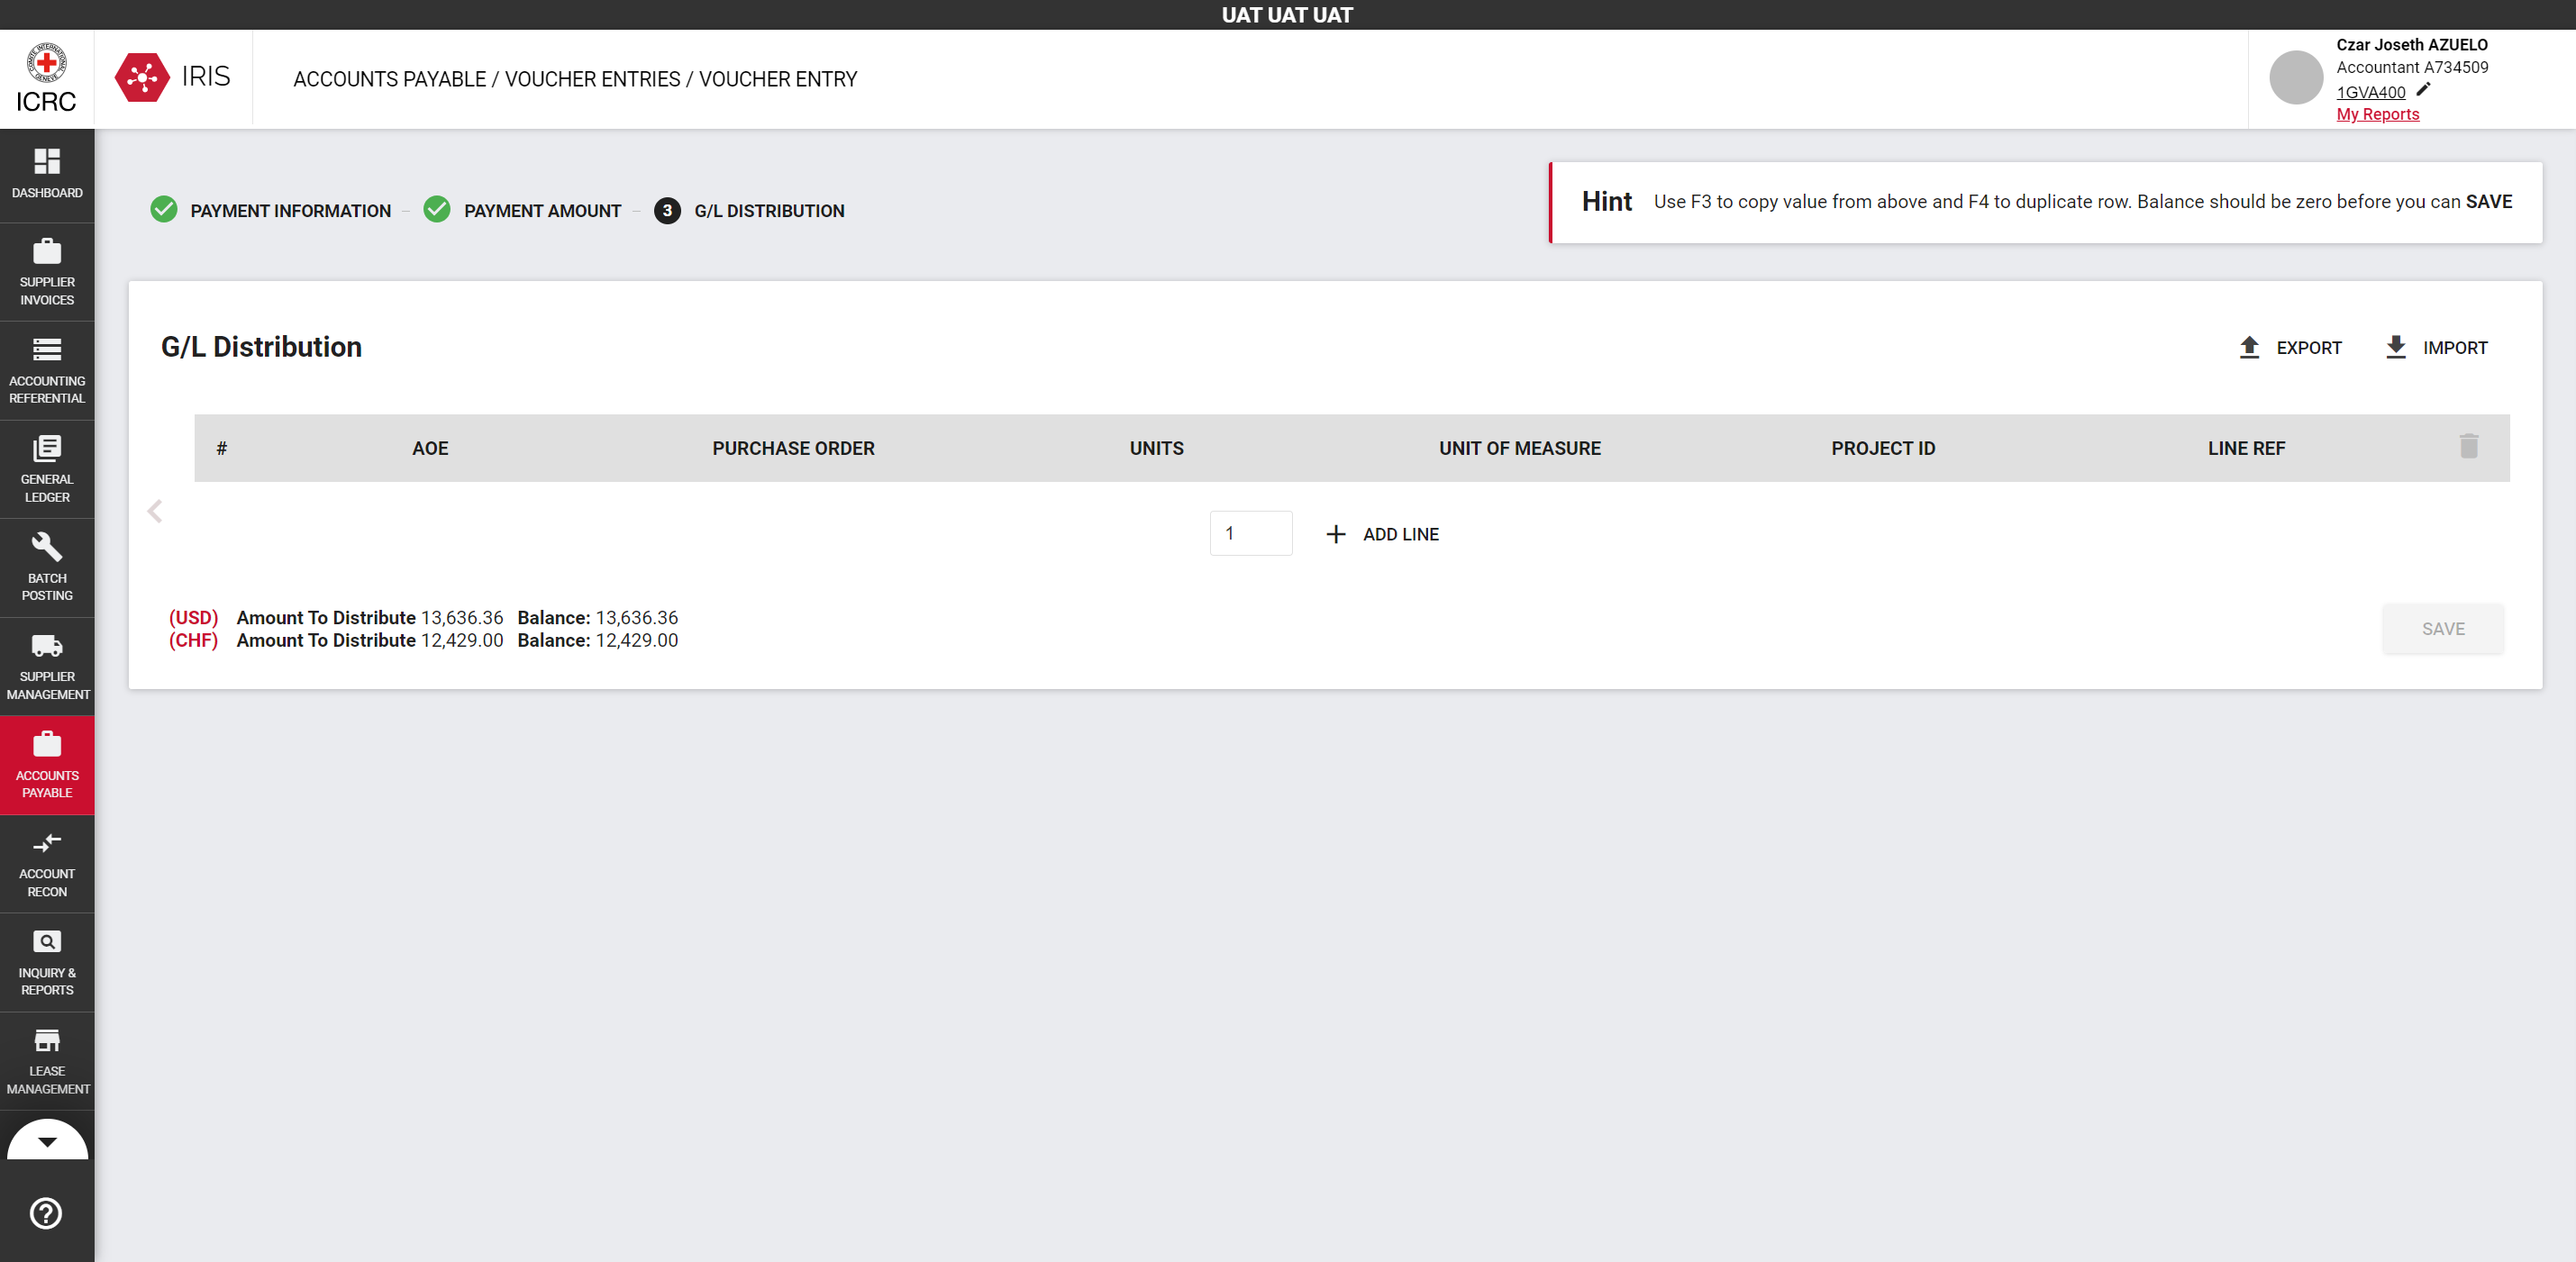 UAT UAT UAT
ICRC
IRIS
ACCOUNTS PAYABLE / VOUCHER ENTRIES / VOUCHER ENTRY
Czar Joseth AZUELO
Accountant A734509
1GVA400
My Reports
DASHBOARD
SUPPLIER
INVOICES
ACCOUNTING
REFERENTIAL
GENERAL
LEDGER
BATCH
POSTING
SUPPLIER
MANAGEMENT
ACCOUNTS
PAYABLE
ACCOUNT
RECON
INQUIRY &
REPORTS
LEASE
MANAGEMENT
PAYMENT INFORMATION
PAYMENT AMOUNT
3 G/L DISTRIBUTION
Hint Use F3 to copy value from above and F4 to duplicate row. Balance should be zero before you can SAVE
G/L Distribution
EXPORT IMPORT
# AOE PURCHASE ORDER UNITS UNIT OF MEASURE PROJECT ID LINE REF
1 + ADD LINE
(USD) Amount To Distribute 13,636.36 Balance: 13,636.36
(CHF) Amount To Distribute 12,429.00 Balance: 12,429.00
SAVE